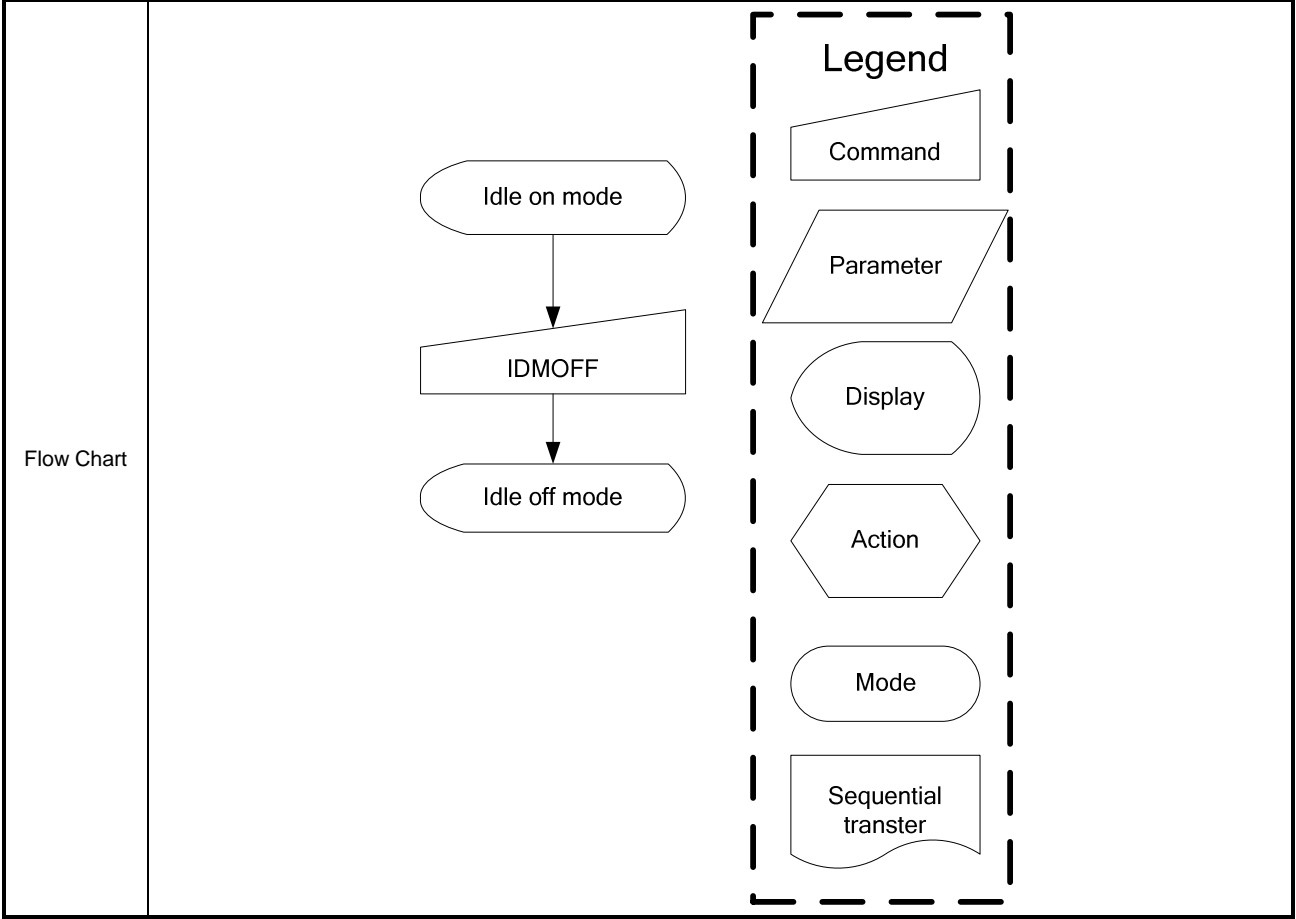 Flow Chart
Idle on mode
IDMOFF
Idle off mode
Legend
Command
Parameter
Display
Action
Mode
Sequential
transter